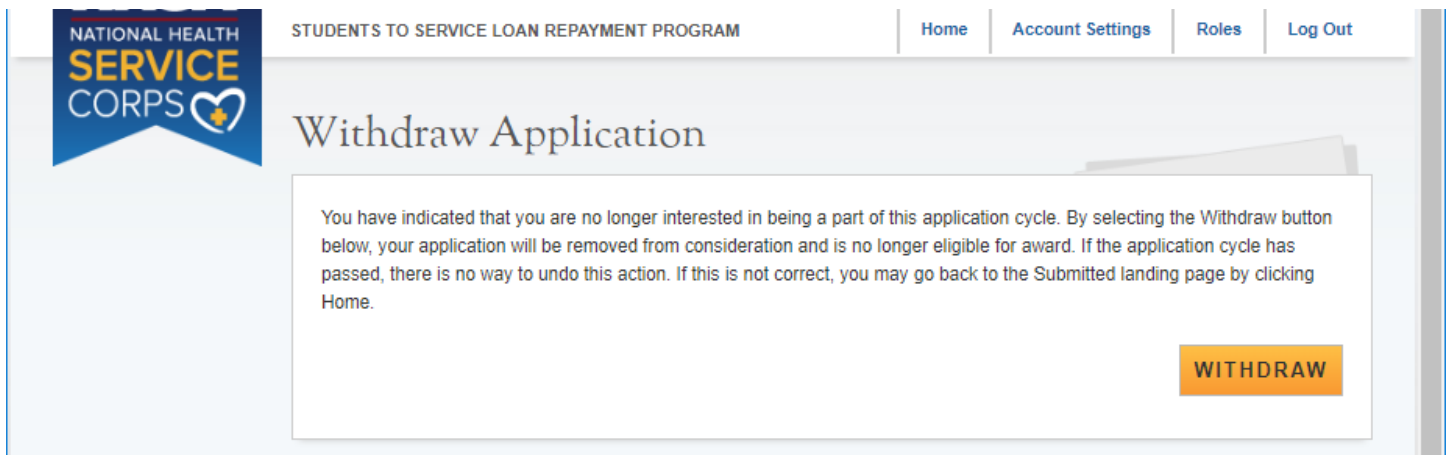 NATIONAL HEALTH
SERVICE
CORPS
STUDENTS TO SERVICE LOAN REPAYMENT PROGRAM
Home
Account Settings
Roles
Log Out
Withdraw Application
You have indicated that you are no longer interested in being a part of this application cycle. By selecting the Withdraw button
below, your application will be removed from consideration and is no longer eligible for award. If the application cycle has
passed, there is no way to undo this action. If this is not correct, you may go back to the Submitted landing page by clicking
Home.
WITHDRAW